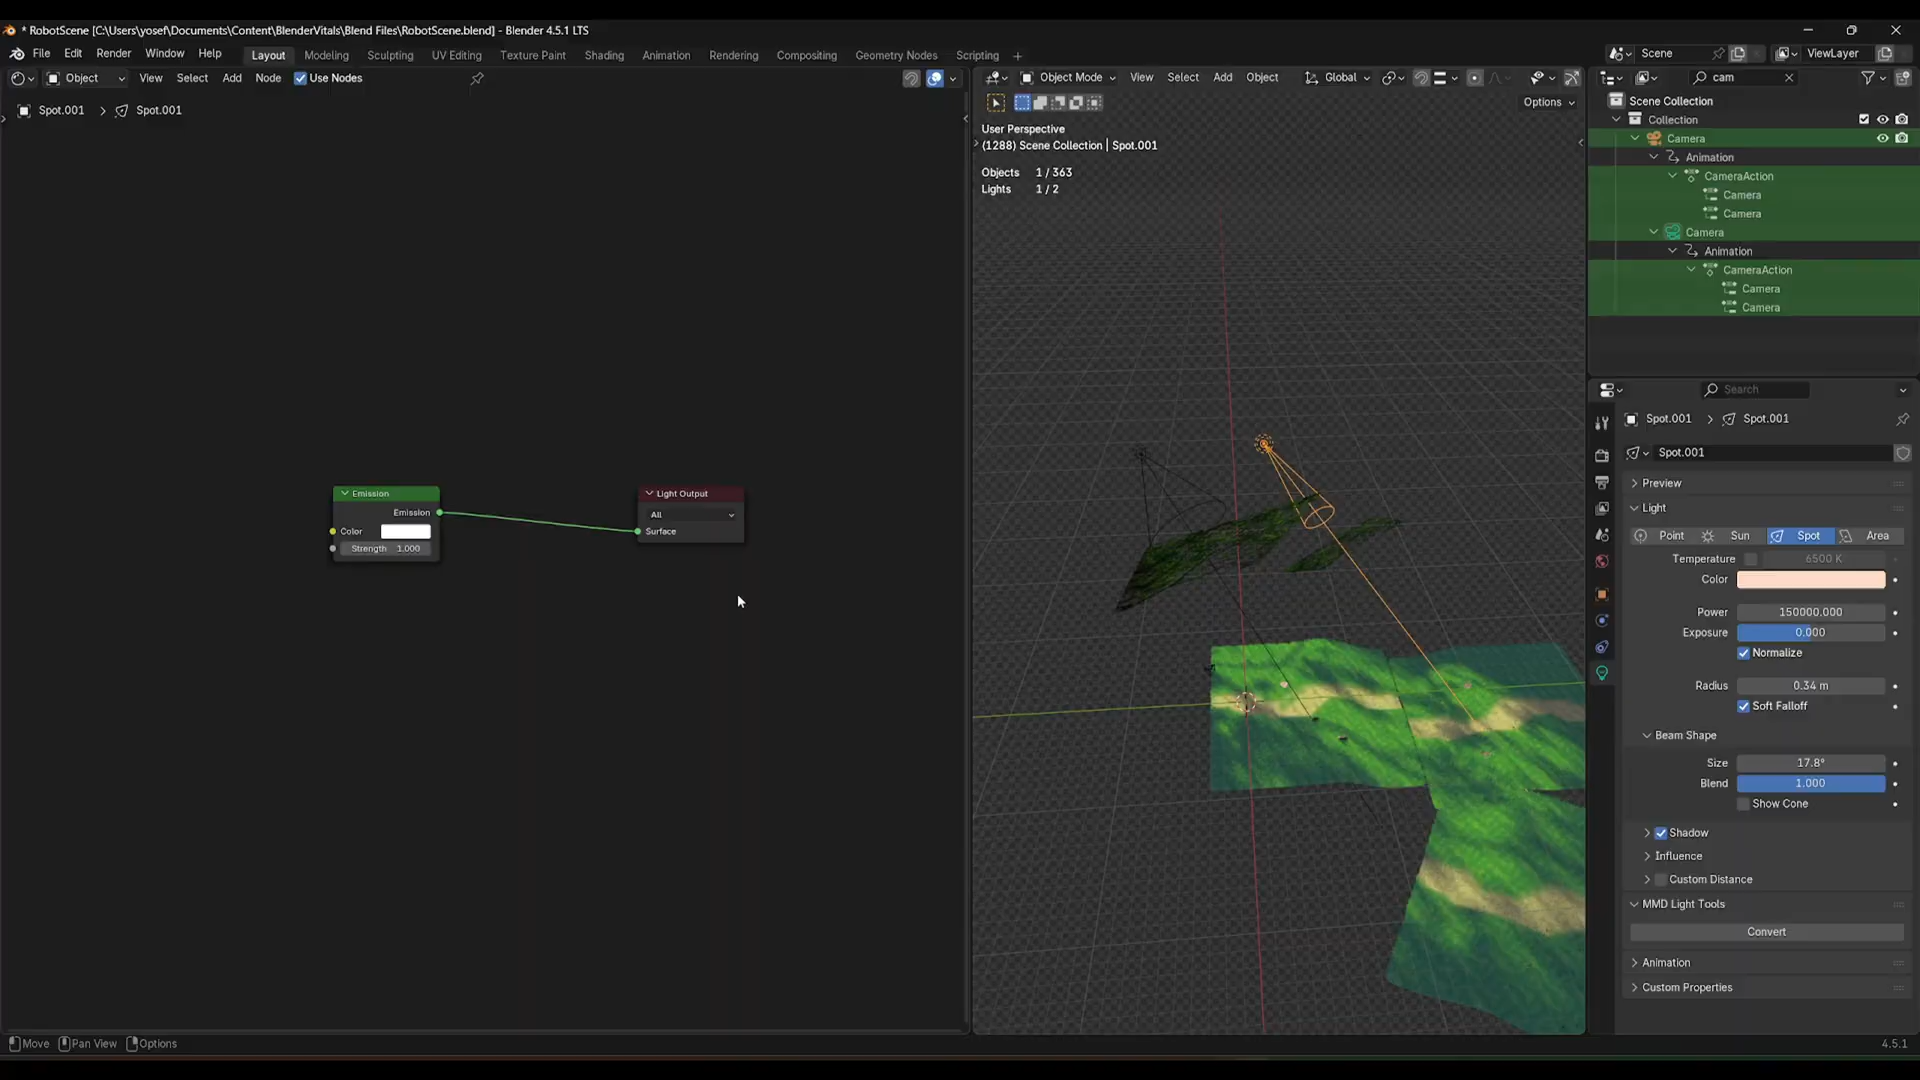 * RobotScene [C:\Users\yosef\Documents\Content\BlenderVitals\Blend Files\RobotScene.blend] - Blender 4.5.1 LTS
File Edit Render Window Help Layout Modeling Sculpting UV Editing Texture Paint Shading Animation Rendering Compositing Geometry Nodes Scripting +
Scene ViewLayer
Object View Select Add Node Use Nodes
Spot.001 > Spot.001
Emission
Emission
Color
Strength 1.000
Light Output
All
Surface
Object Mode View Select Add Object Global
Options
User Perspective
(1288) Scene Collection | Spot.001
Objects 1 / 363
Lights 1 / 2
cam
Scene Collection
Collection
Camera
Animation
CameraAction
Camera
Camera
Camera
Animation
CameraAction
Camera
Camera
Search
Spot.001 > Spot.001
Spot.001
Preview
Light
Point Sun Spot Area
Temperature 6500 K
Color
Power 150000.000
Exposure 0.000
Normalize
Radius 0.34 m
Soft Falloff
Beam Shape
Size 17.8°
Blend 1.000
Show Cone
Shadow
Influence
Custom Distance
MMD Light Tools
Convert
Animation
Custom Properties
Move Pan View Options
4.5.1